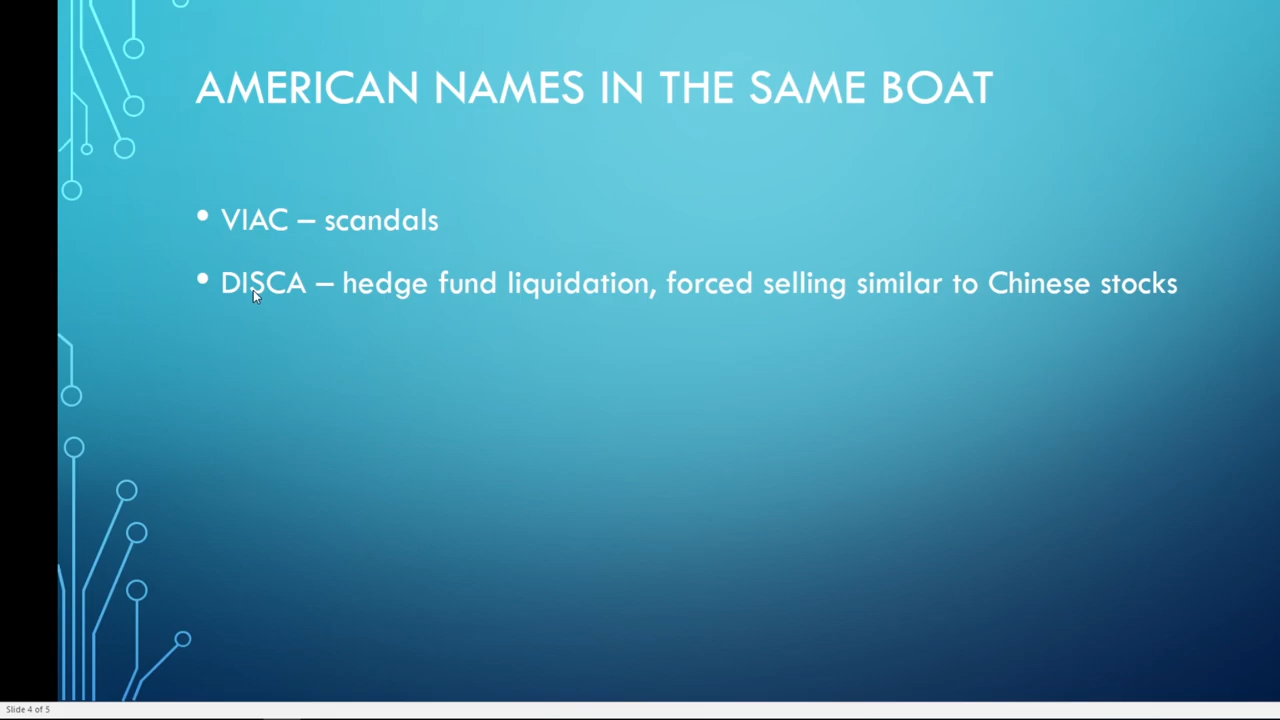 AMERICAN NAMES IN THE SAME BOAT
• VIAC – scandals
• DISCA – hedge fund liquidation, forced selling similar to Chinese stocks
Slide 4 of 5